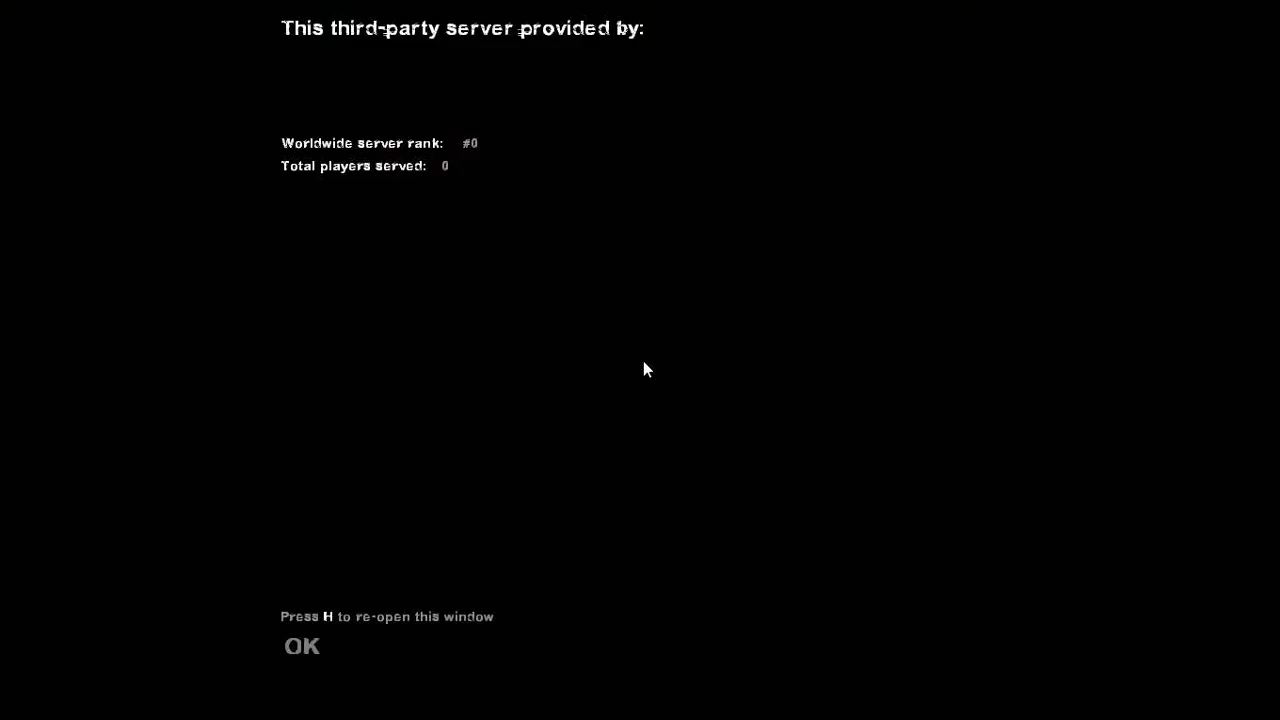 This third-party server provided by:
Worldwide server rank: #0
Total players served: 0
Press H to re-open this window
OK